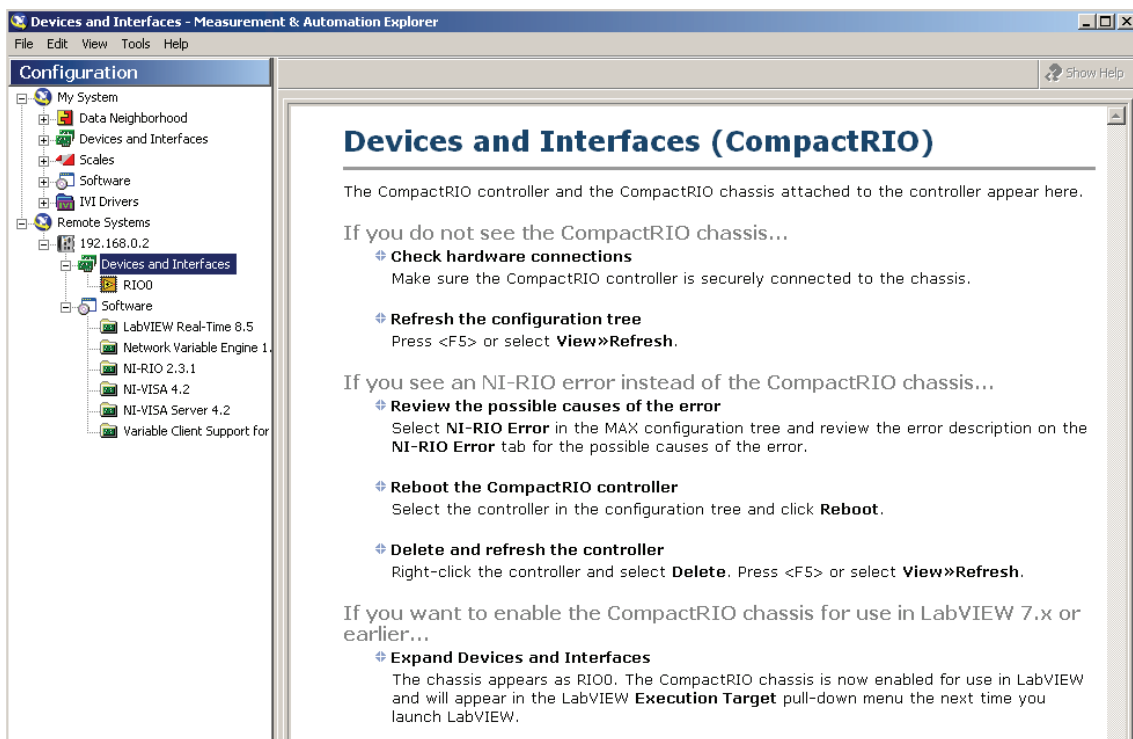 Devices and Interfaces - Measurement & Automation Explorer
File Edit View Tools Help
Configuration
Show Help
My System
Data Neighborhood
Devices and Interfaces
Scales
Software
IVI Drivers
Remote Systems
192.168.0.2
Devices and Interfaces
RIO0
Software
LabVIEW Real-Time 8.5
Network Variable Engine 1.
NI-RIO 2.3.1
NI-VISA 4.2
NI-VISA Server 4.2
Variable Client Support for
Devices and Interfaces (CompactRIO)
The CompactRIO controller and the CompactRIO chassis attached to the controller appear here.
If you do not see the CompactRIO chassis...
Check hardware connections
Make sure the CompactRIO controller is securely connected to the chassis.
Refresh the configuration tree
Press <F5> or select View»Refresh.
If you see an NI-RIO error instead of the CompactRIO chassis...
Review the possible causes of the error
Select NI-RIO Error in the MAX configuration tree and review the error description on the
NI-RIO Error tab for the possible causes of the error.
Reboot the CompactRIO controller
Select the controller in the configuration tree and click Reboot.
Delete and refresh the controller
Right-click the controller and select Delete. Press <F5> or select View»Refresh.
If you want to enable the CompactRIO chassis for use in LabVIEW 7.x or
earlier...
Expand Devices and Interfaces
The chassis appears as RIO0. The CompactRIO chassis is now enabled for use in LabVIEW
and will appear in the LabVIEW Execution Target pull-down menu the next time you
launch LabVIEW.